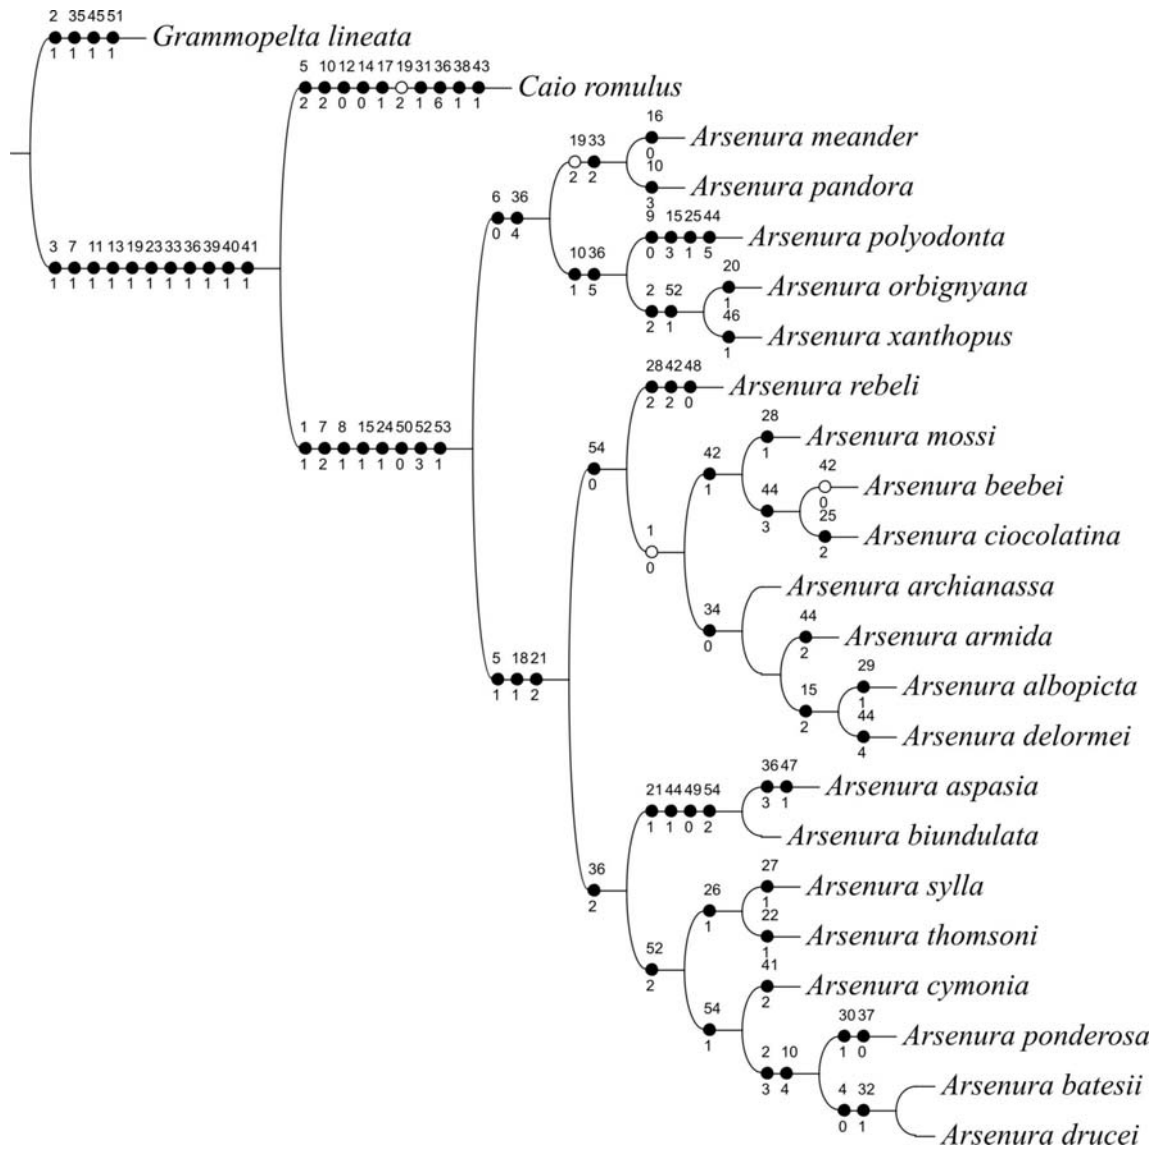 2 35 45 51
Grammopelta lineata
1 1 1 1
5 10 12 14 17 19 31 36 38 43
Caio romulus
2 2 0 0 1 2 1 6 1 1
16
Arsenura meander
0
19 33
2 2
10
Arsenura pandora
3
6 36
0 4
9 15 25 44
Arsenura polyodonta
0 3 1 5
3 7 11 13 19 23 33 36 39 40 41
1 1 1 1 1 1 1 1 1 1 1
10 36
1 5
20
Arsenura orbignyana
1
2 52
2 1
46
Arsenura xanthopus
1
28 42 48
Arsenura rebeli
2 2 0
1 7 8 15 24 50 52 53
1 2 1 1 1 0 3 1
28
Arsenura mossi
1
54
0
42
1
42
Arsenura beebei
0
44
3
25
Arsenura ciocolatina
2
1
0
Arsenura archianassa
34
0
44
Arsenura armida
2
5 18 21
1 1 2
29
Arsenura albopicta
1
15
2
44
Arsenura delormei
4
36 47
Arsenura aspasia
3 1
21 44 49 54
1 1 0 2
Arsenura biundulata
36
2
27
Arsenura sylla
1
26
1
22
Arsenura thomsoni
1
52
2
41
Arsenura cymonia
2
54
1
30 37
Arsenura ponderosa
1 0
2 10
3 4
Arsenura batesii
4 32
0 1
Arsenura drucei